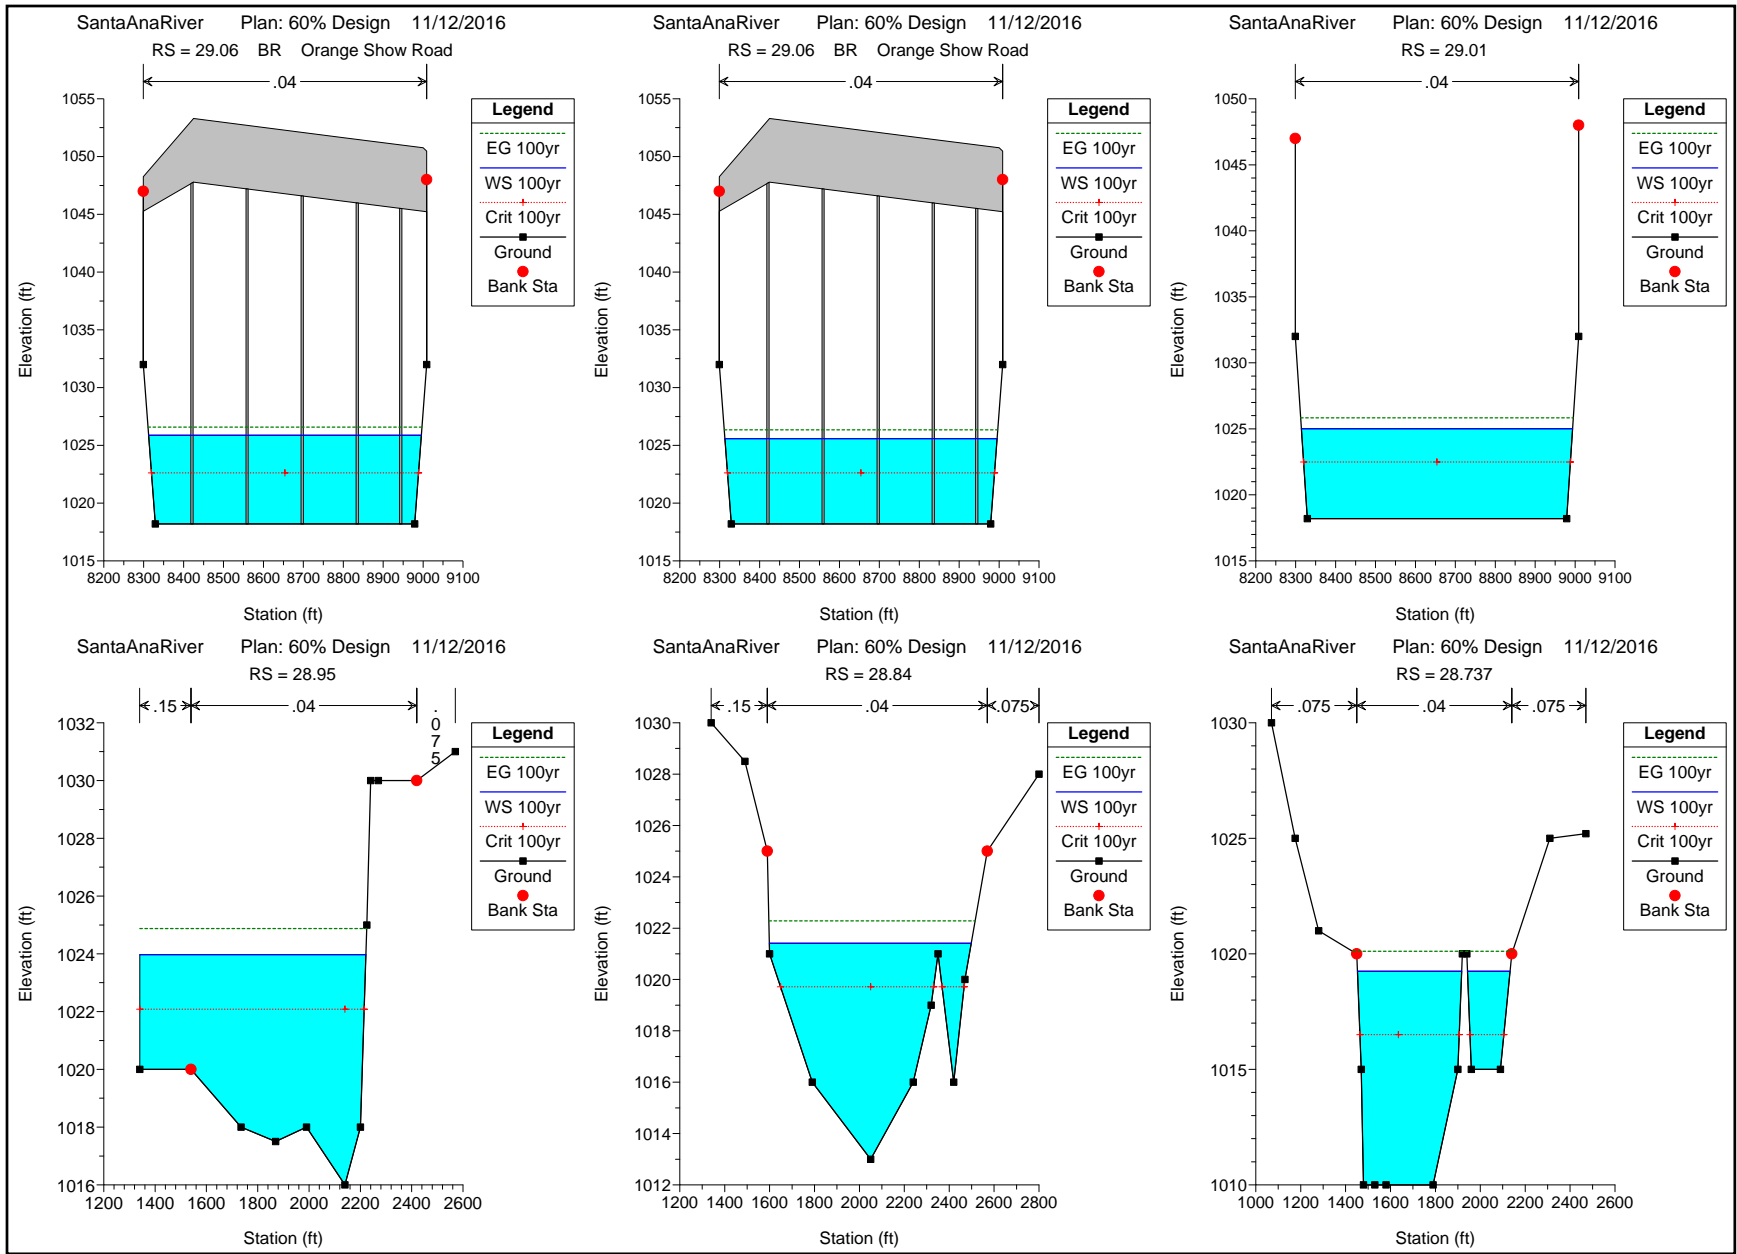 SantaAnaRiver Plan: 60% Design 11/12/2016
RS = 29.06 BR Orange Show Road
.04
1055
1050
1045
1040
1035
1030
1025
1020
1015
Elevation (ft)
8200 8300 8400 8500 8600 8700 8800 8900 9000 9100
Station (ft)
Legend
EG 100yr
WS 100yr
Crit 100yr
Ground
Bank Sta
SantaAnaRiver Plan: 60% Design 11/12/2016
RS = 29.06 BR Orange Show Road
.04
1055
1050
1045
1040
1035
1030
1025
1020
1015
Elevation (ft)
8200 8300 8400 8500 8600 8700 8800 8900 9000 9100
Station (ft)
Legend
EG 100yr
WS 100yr
Crit 100yr
Ground
Bank Sta
SantaAnaRiver Plan: 60% Design 11/12/2016
RS = 29.01
.04
1050
1045
1040
1035
1030
1025
1020
1015
Elevation (ft)
8200 8300 8400 8500 8600 8700 8800 8900 9000 9100
Station (ft)
Legend
EG 100yr
WS 100yr
Crit 100yr
Ground
Bank Sta
SantaAnaRiver Plan: 60% Design 11/12/2016
RS = 28.95
.15 .04 .075
1032
1030
1028
1026
1024
1022
1020
1018
1016
Elevation (ft)
1200 1400 1600 1800 2000 2200 2400 2600
Station (ft)
Legend
EG 100yr
WS 100yr
Crit 100yr
Ground
Bank Sta
SantaAnaRiver Plan: 60% Design 11/12/2016
RS = 28.84
.15 .04 .075
1030
1028
1026
1024
1022
1020
1018
1016
1014
1012
Elevation (ft)
1200 1400 1600 1800 2000 2200 2400 2600 2800
Station (ft)
Legend
EG 100yr
WS 100yr
Crit 100yr
Ground
Bank Sta
SantaAnaRiver Plan: 60% Design 11/12/2016
RS = 28.737
.075 .04 .075
1030
1025
1020
1015
1010
Elevation (ft)
1000 1200 1400 1600 1800 2000 2200 2400 2600
Station (ft)
Legend
EG 100yr
WS 100yr
Crit 100yr
Ground
Bank Sta